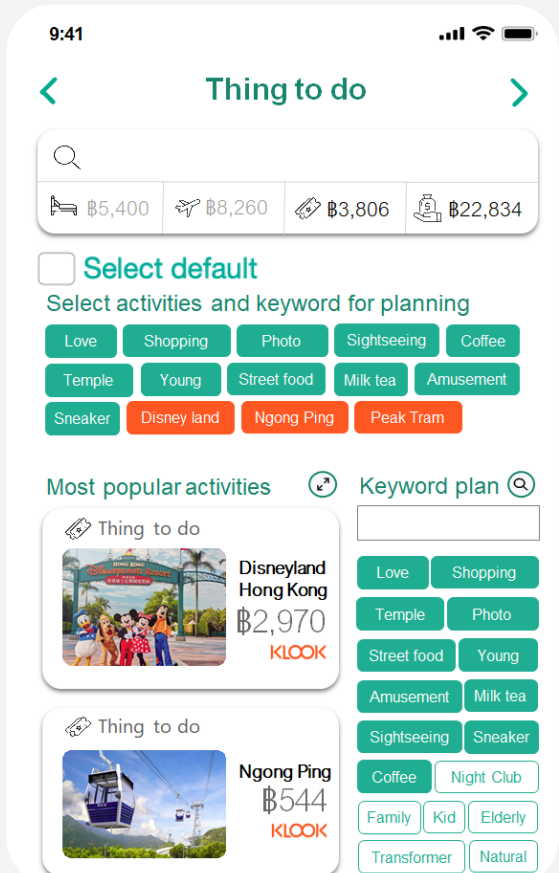 9:41
Thing to do
฿5,400 ฿8,260 ฿3,806 ฿22,834
Select default
Select activities and keyword for planning
Love Shopping Photo Sightseeing Coffee
Temple Young Street food Milk tea Amusement
Sneaker Disney land Ngong Ping Peak Tram
Most popular activities
Thing to do
HONG KONG
Disneyland Resort
Disneyland
Hong Kong
฿2,970
KLOOK
Thing to do
Ngong Ping
฿544
KLOOK
Keyword plan
Love Shopping
Temple Photo
Street food Young
Amusement Milk tea
Sightseeing Sneaker
Coffee Night Club
Family Kid Elderly
Transformer Natural